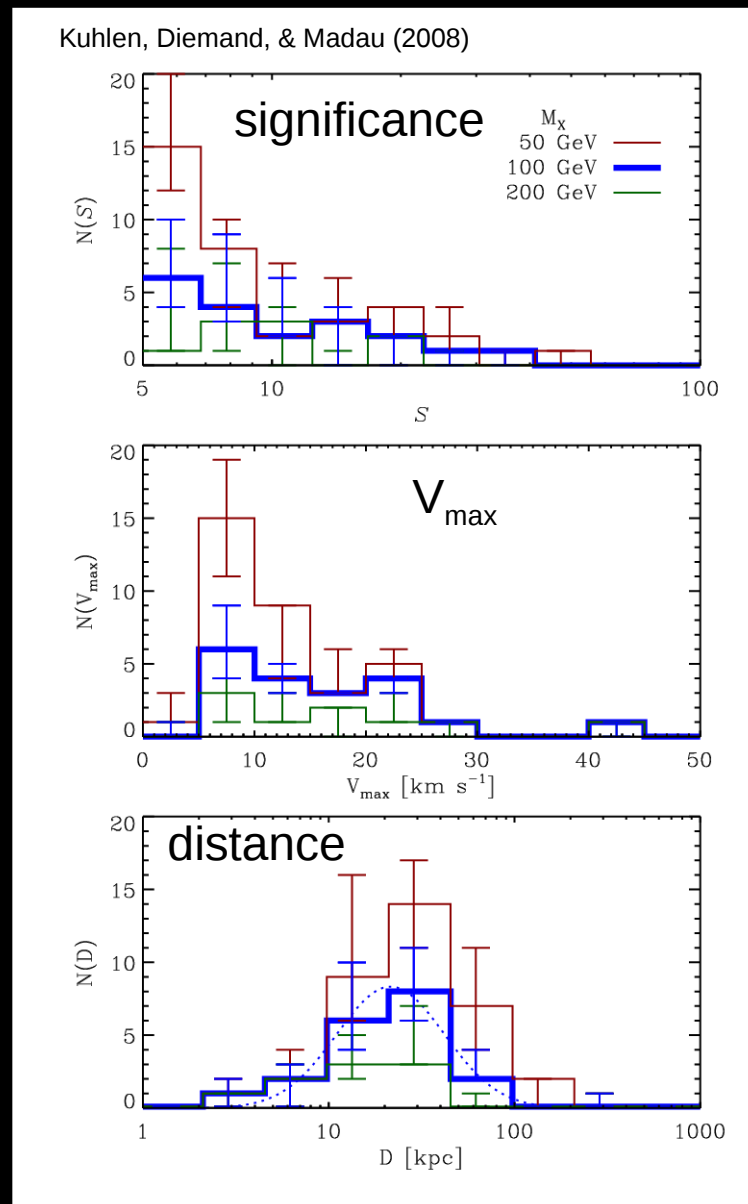 Kuhlen, Diemand, & Madau (2008)
20
significance
M_X
50 GeV
15
100 GeV
200 GeV
N(S)
10
5
0
5 10 100
S
20
V_max
15
N(V_max)
10
5
0
0 10 20 30 40 50
V_max [km s⁻¹]
20
distance
15
N(D)
10
5
0
1 10 100 1000
D [kpc]